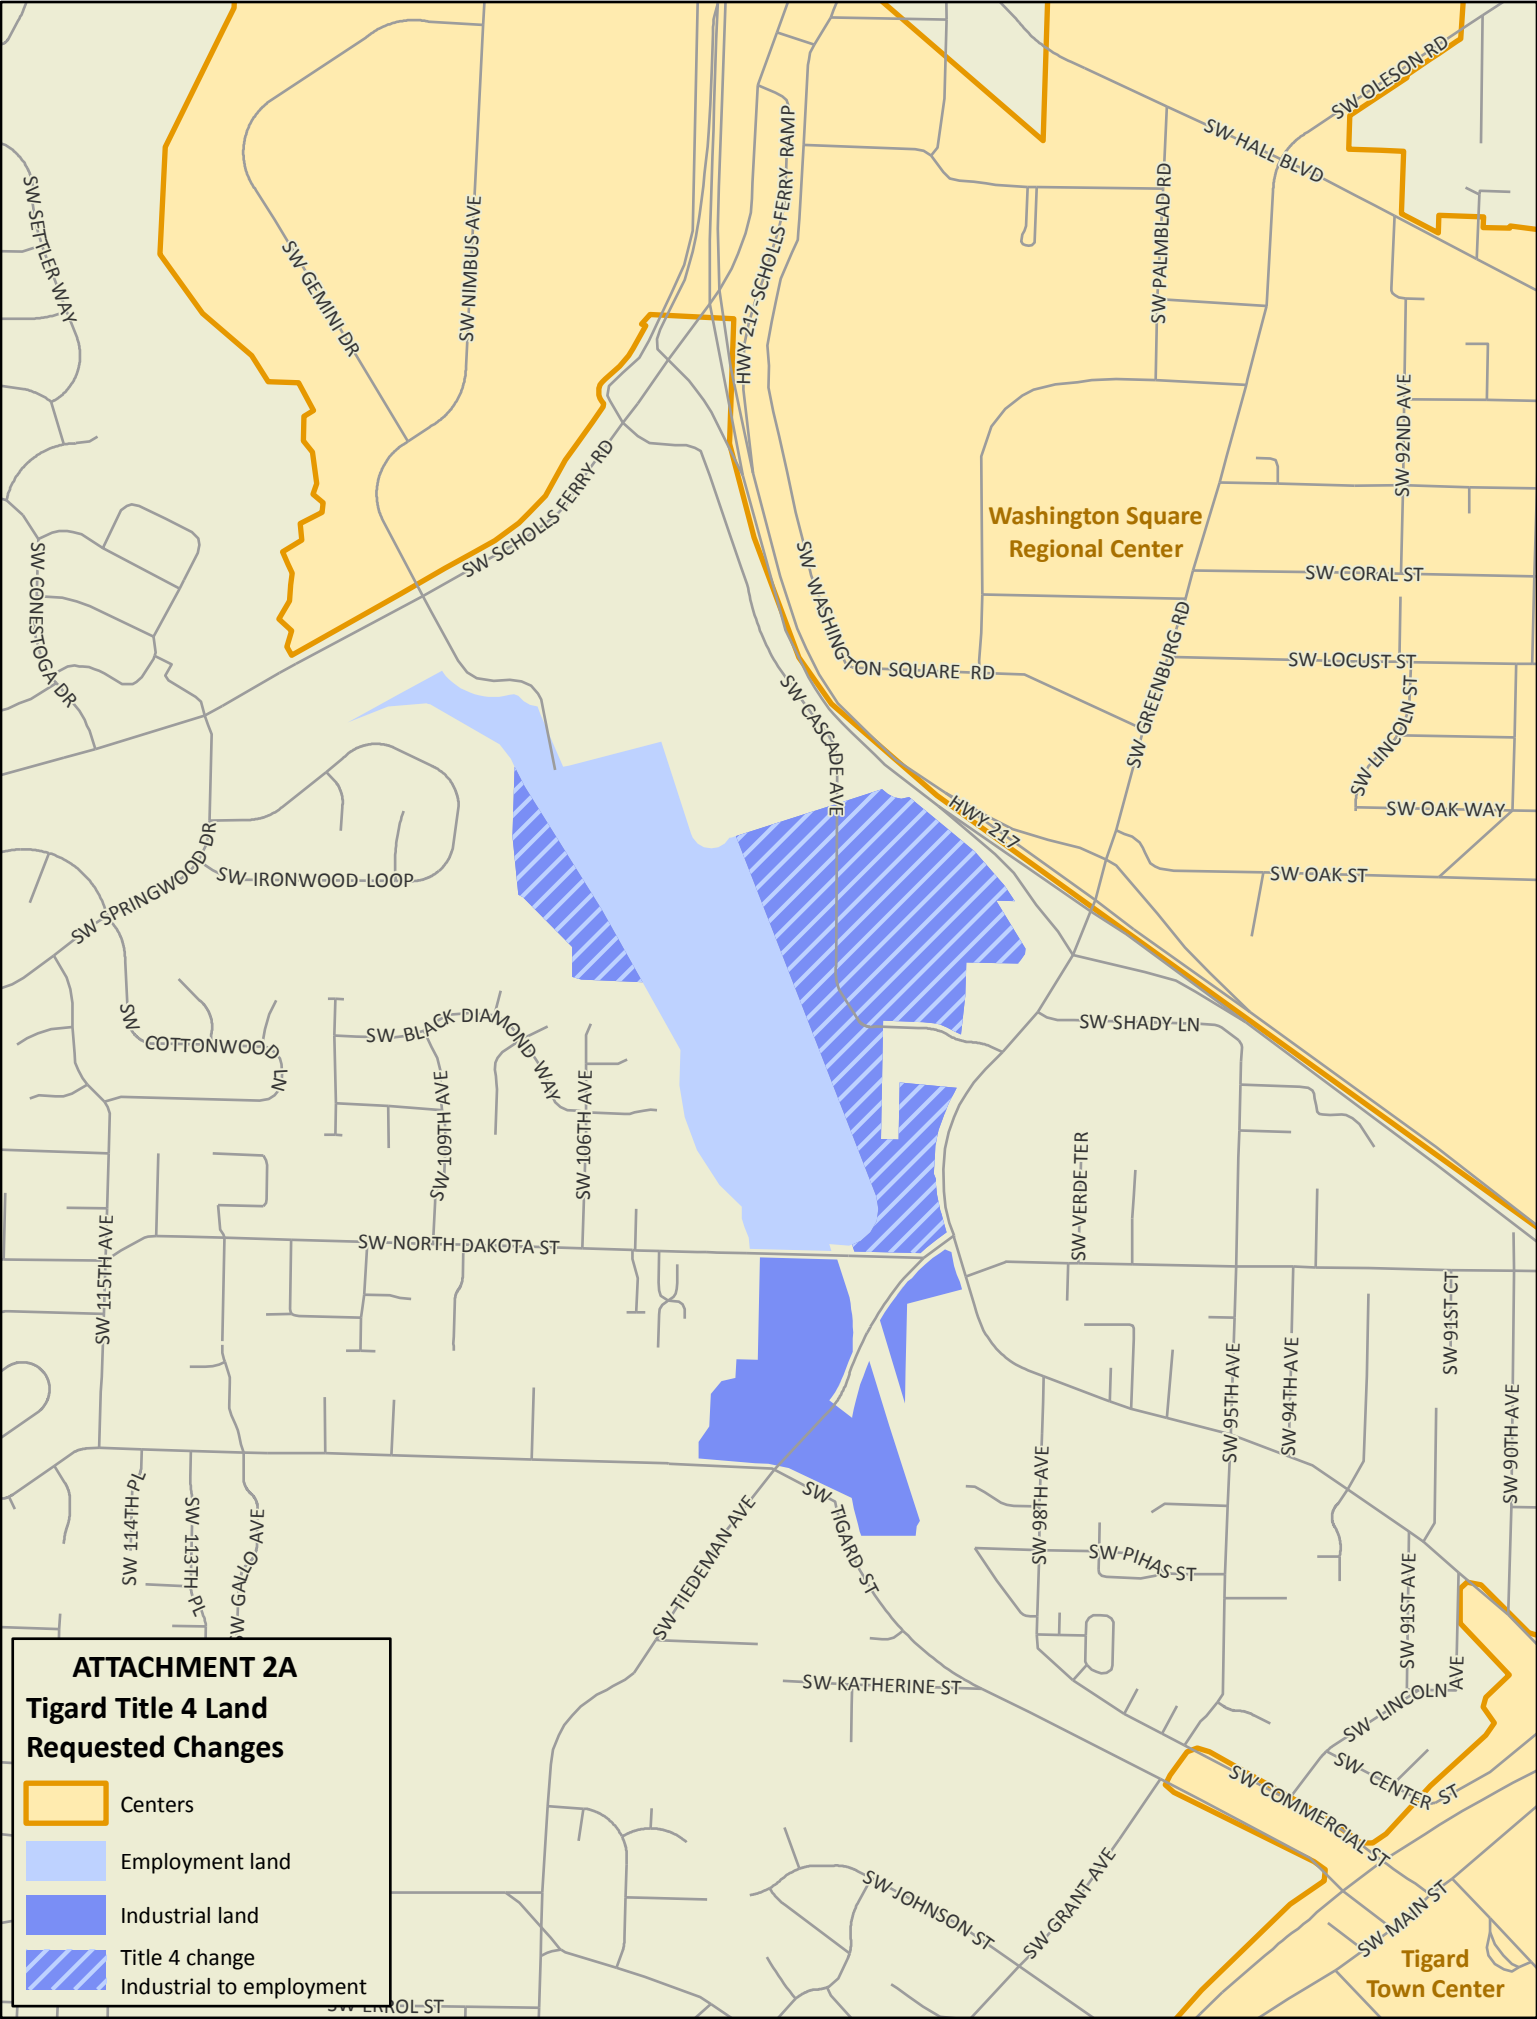 SW OLESON RD
SW HALL BLVD
HWY 217-SCHOLLS FERRY RAMP
SW PALMBLAD RD
SW SETTLER WAY
SW GEMINI DR
SW NIMBUS AVE
SW 92ND AVE
SW SCHOLLS FERRY RD
Washington Square
Regional Center
SW CONESTOGA DR
SW WASHINGTON SQUARE RD
SW CORAL ST
SW GREENBURG RD
SW LOCUST ST
SW LINCOLN ST
SW CASCADE AVE
HWY 217
SW OAK WAY
SW SPRINGWOOD DR
SW IRONWOOD LOOP
SW OAK ST
SW COTTONWOOD LN
SW BLACK DIAMOND WAY
SW SHADY LN
SW 109TH AVE
SW 106TH AVE
SW VERDE TER
SW 115TH AVE
SW NORTH DAKOTA ST
SW 91ST CT
SW 95TH AVE
SW 94TH AVE
SW 90TH AVE
SW 114TH PL
SW 113TH PL
SW GALLO AVE
SW TIEDEMAN AVE
SW TIGARD ST
SW 98TH AVE
SW PIHAS ST
SW 91ST AVE
SW KATHERINE ST
SW LINCOLN AVE
SW CENTER ST
SW COMMERCIAL ST
SW JOHNSON ST
SW GRANT AVE
SW MAIN ST
Tigard
Town Center
ATTACHMENT 2A
Tigard Title 4 Land
Requested Changes
Centers
Employment land
Industrial land
Title 4 change
Industrial to employment
SW ERROL ST